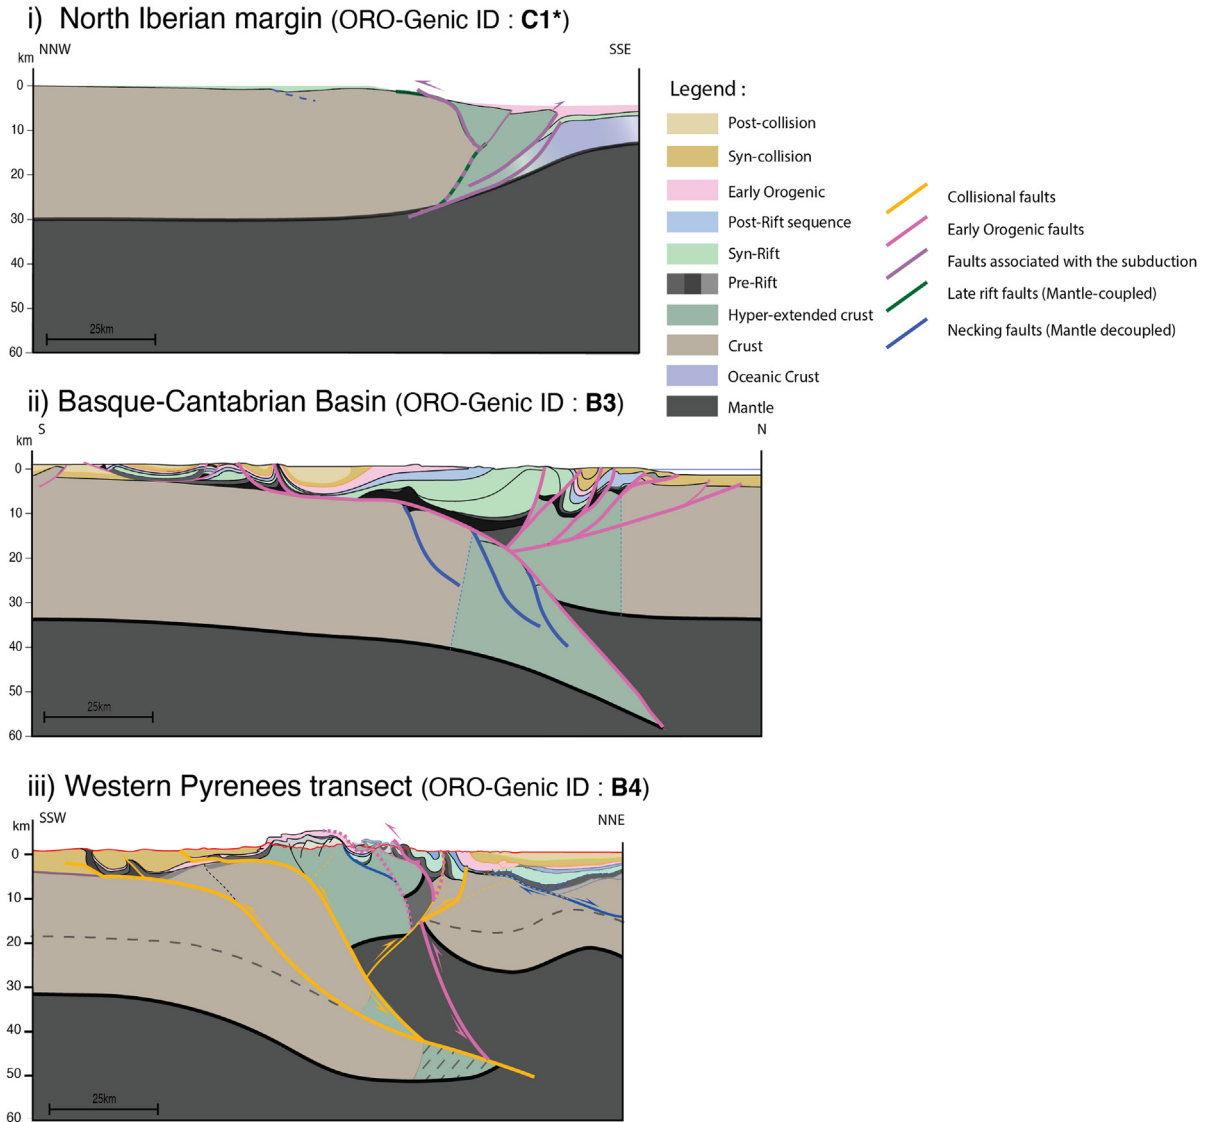 i) North Iberian margin (ORO-Genic ID : C1*)
km
NNW
SSE
0
10
20
30
40
50
60
25km
Legend :
Post-collision
Syn-collision
Early Orogenic
Post-Rift sequence
Syn-Rift
Pre-Rift
Hyper-extended crust
Crust
Oceanic Crust
Mantle
Collisional faults
Early Orogenic faults
Faults associated with the subduction
Late rift faults (Mantle-coupled)
Necking faults (Mantle decoupled)
ii) Basque-Cantabrian Basin (ORO-Genic ID : B3)
km
S
N
0
10
20
30
40
50
60
25km
iii) Western Pyrenees transect (ORO-Genic ID : B4)
km
SSW
NNE
0
10
20
30
40
50
60
25km